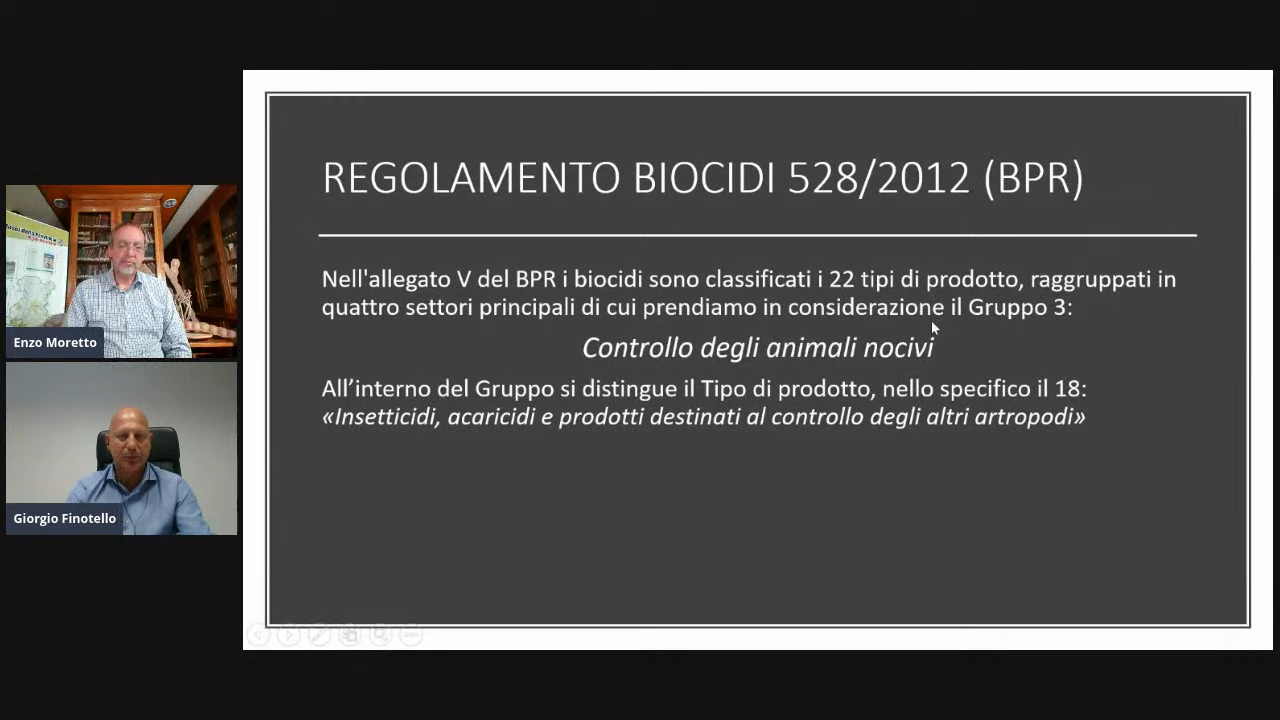 REGOLAMENTO BIOCIDI 528/2012 (BPR)
Nell'allegato V del BPR i biocidi sono classificati i 22 tipi di prodotto, raggruppati in
quattro settori principali di cui prendiamo in considerazione il Gruppo 3:
Controllo degli animali nocivi
All’interno del Gruppo si distingue il Tipo di prodotto, nello specifico il 18:
«Insetticidi, acaricidi e prodotti destinati al controllo degli altri artropodi»
Enzo Moretto
Giorgio Finotello